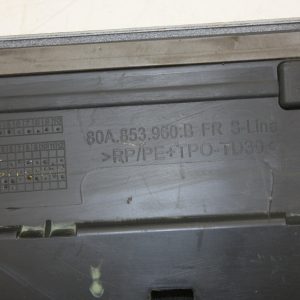 80A.853.960.B FR S-Line
>RP/PE+TPO-TD30<